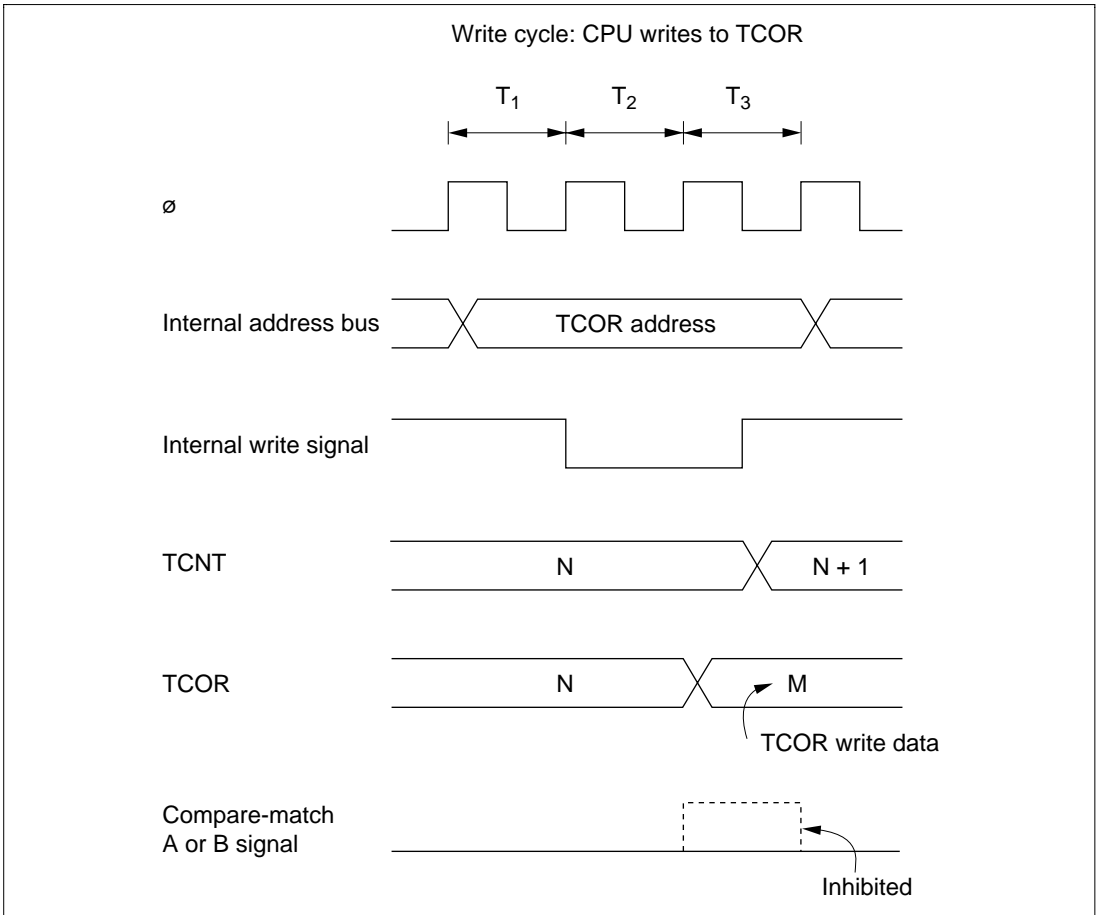 Write cycle: CPU writes to TCOR
T1 T2 T3
ø
Internal address bus
TCOR address
Internal write signal
TCNT
N
N + 1
TCOR
N
M
TCOR write data
Compare-match
A or B signal
Inhibited